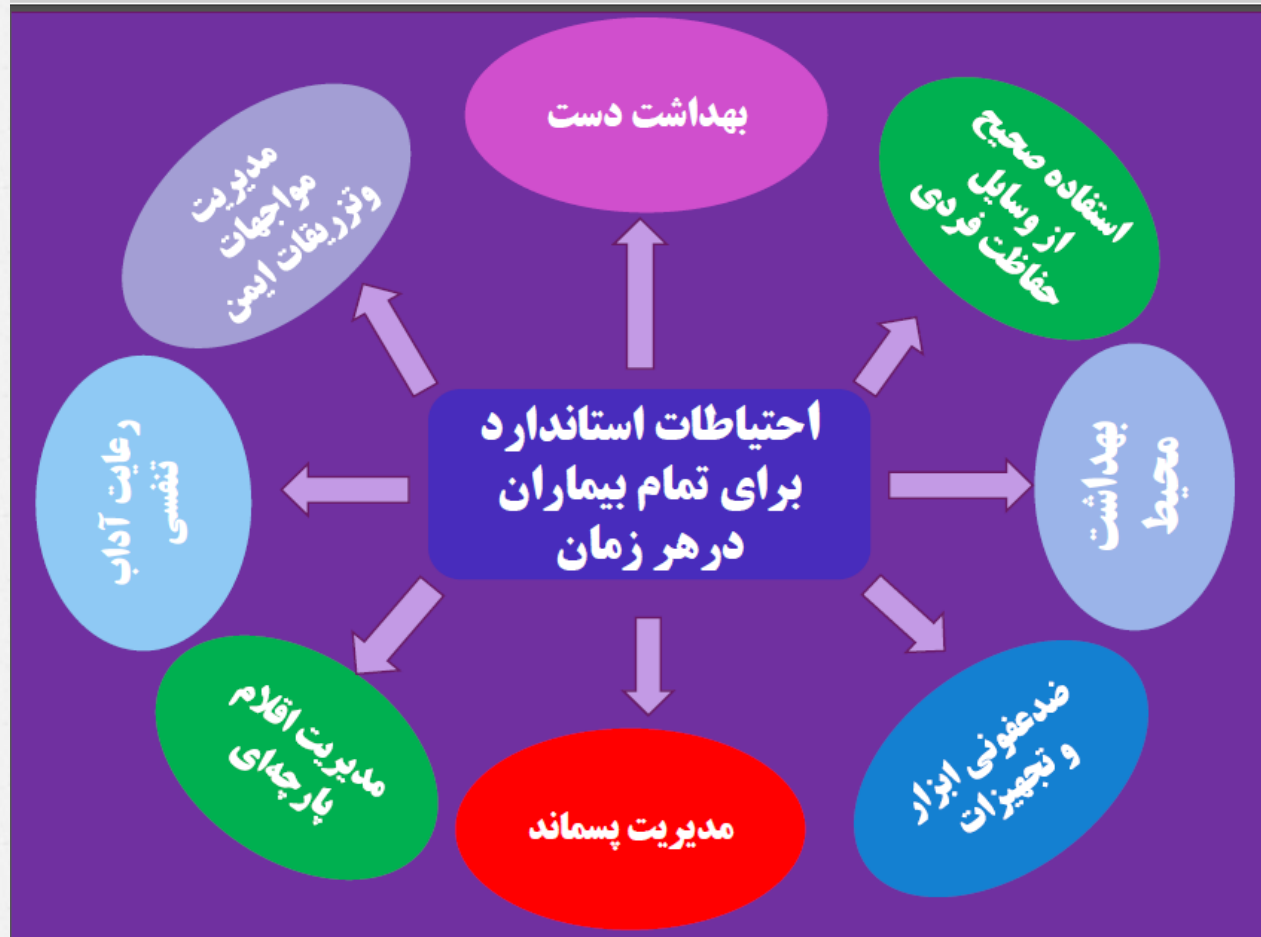 بهداشت دست
استفاده صحیح
از وسایل
حفاظت فردی
بهداشت
محیط
ضدعفونی ابزار
و تجهیزات
مدیریت پسماند
مدیریت اقلام
پارچه‌ای
رعایت آداب
تنفسی
مدیریت
مواجهات
وتزریقات ایمن
احتیاطات استاندارد
برای تمام بیماران
درهر زمان